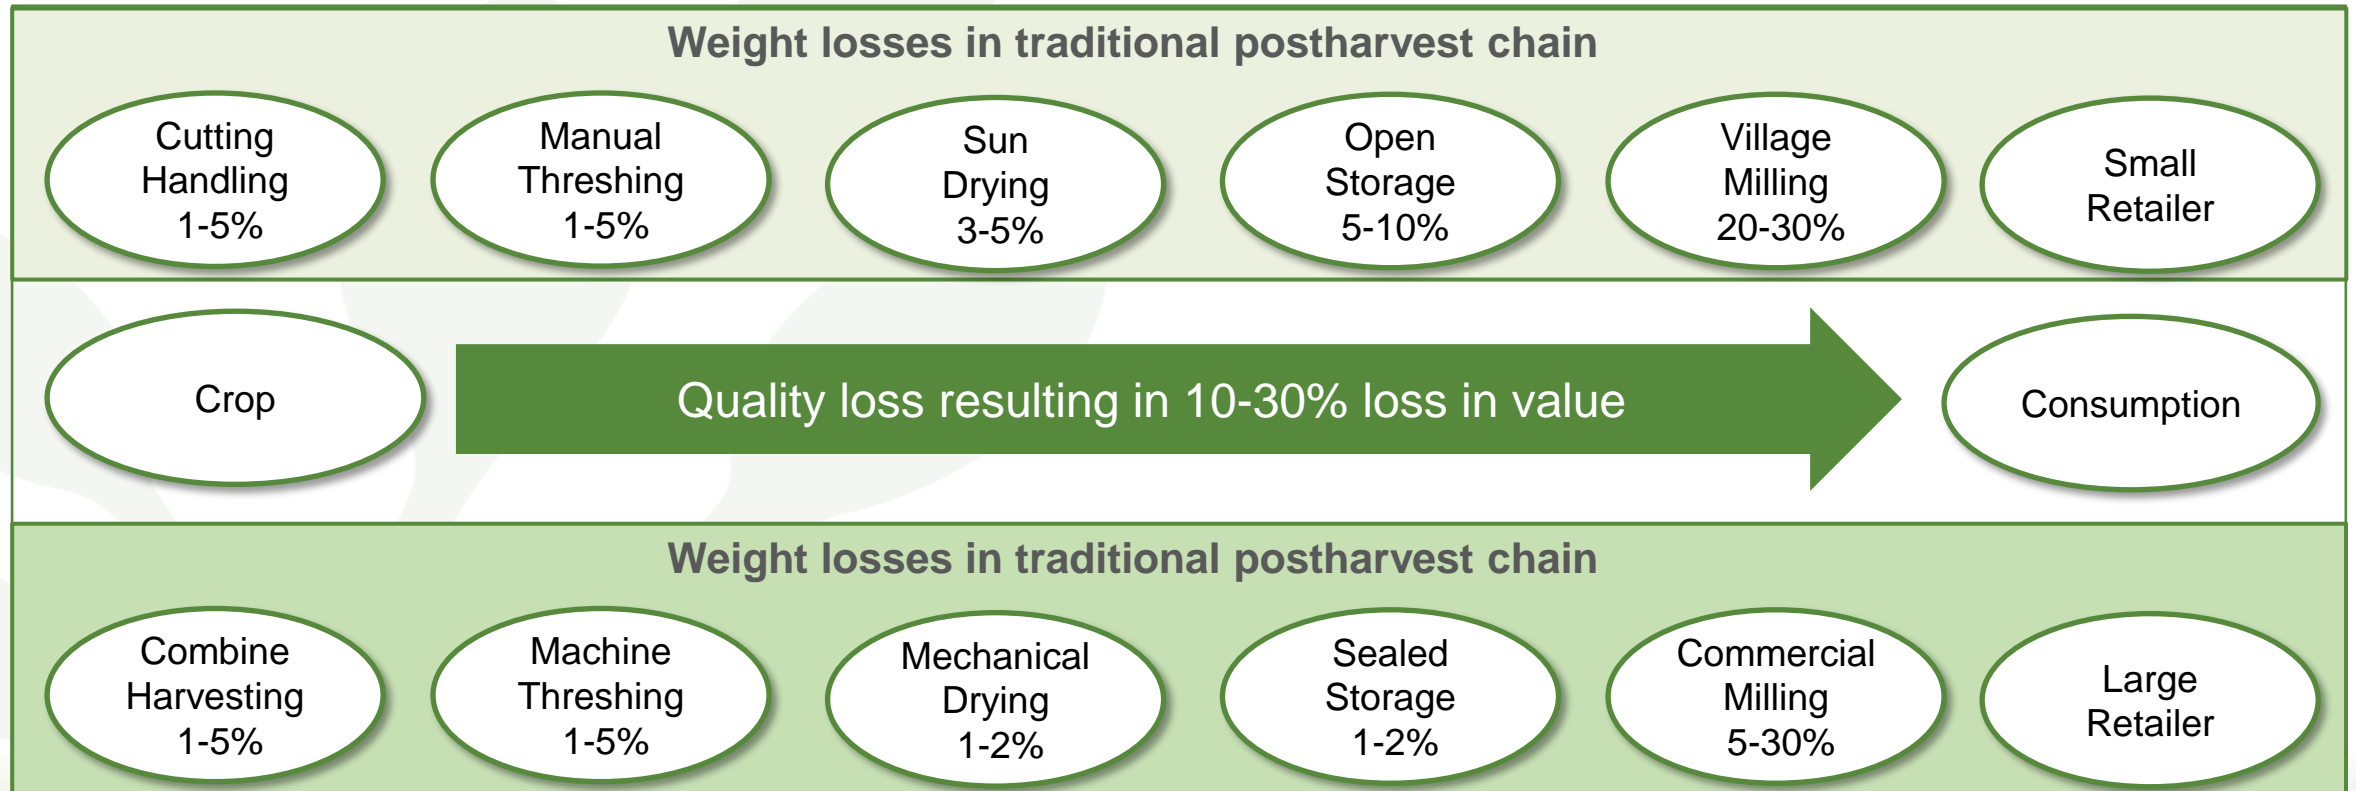 Weight losses in traditional postharvest chain
Cutting
Handling
1-5%
Manual
Threshing
1-5%
Sun
Drying
3-5%
Open
Storage
5-10%
Village
Milling
20-30%
Small
Retailer
Crop
Quality loss resulting in 10-30% loss in value
Consumption
Weight losses in traditional postharvest chain
Combine
Harvesting
1-5%
Machine
Threshing
1-5%
Mechanical
Drying
1-2%
Sealed
Storage
1-2%
Commercial
Milling
5-30%
Large
Retailer